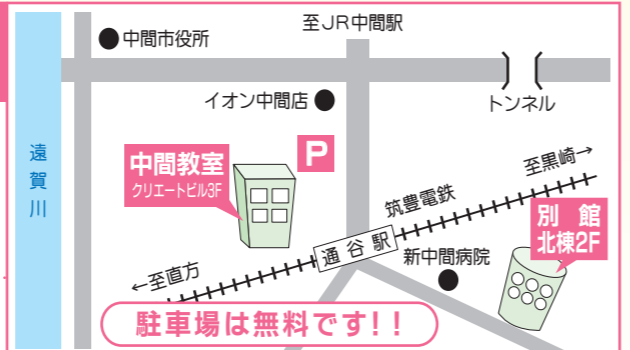 至JR中間駅
中間市役所
イオン中間店
トンネル
遠賀川
P
中間教室
クリエートビル3F
至黒崎→
筑豊電鉄
別館
北棟2F
通谷駅
新中間病院
←至直方
駐車場は無料です!!